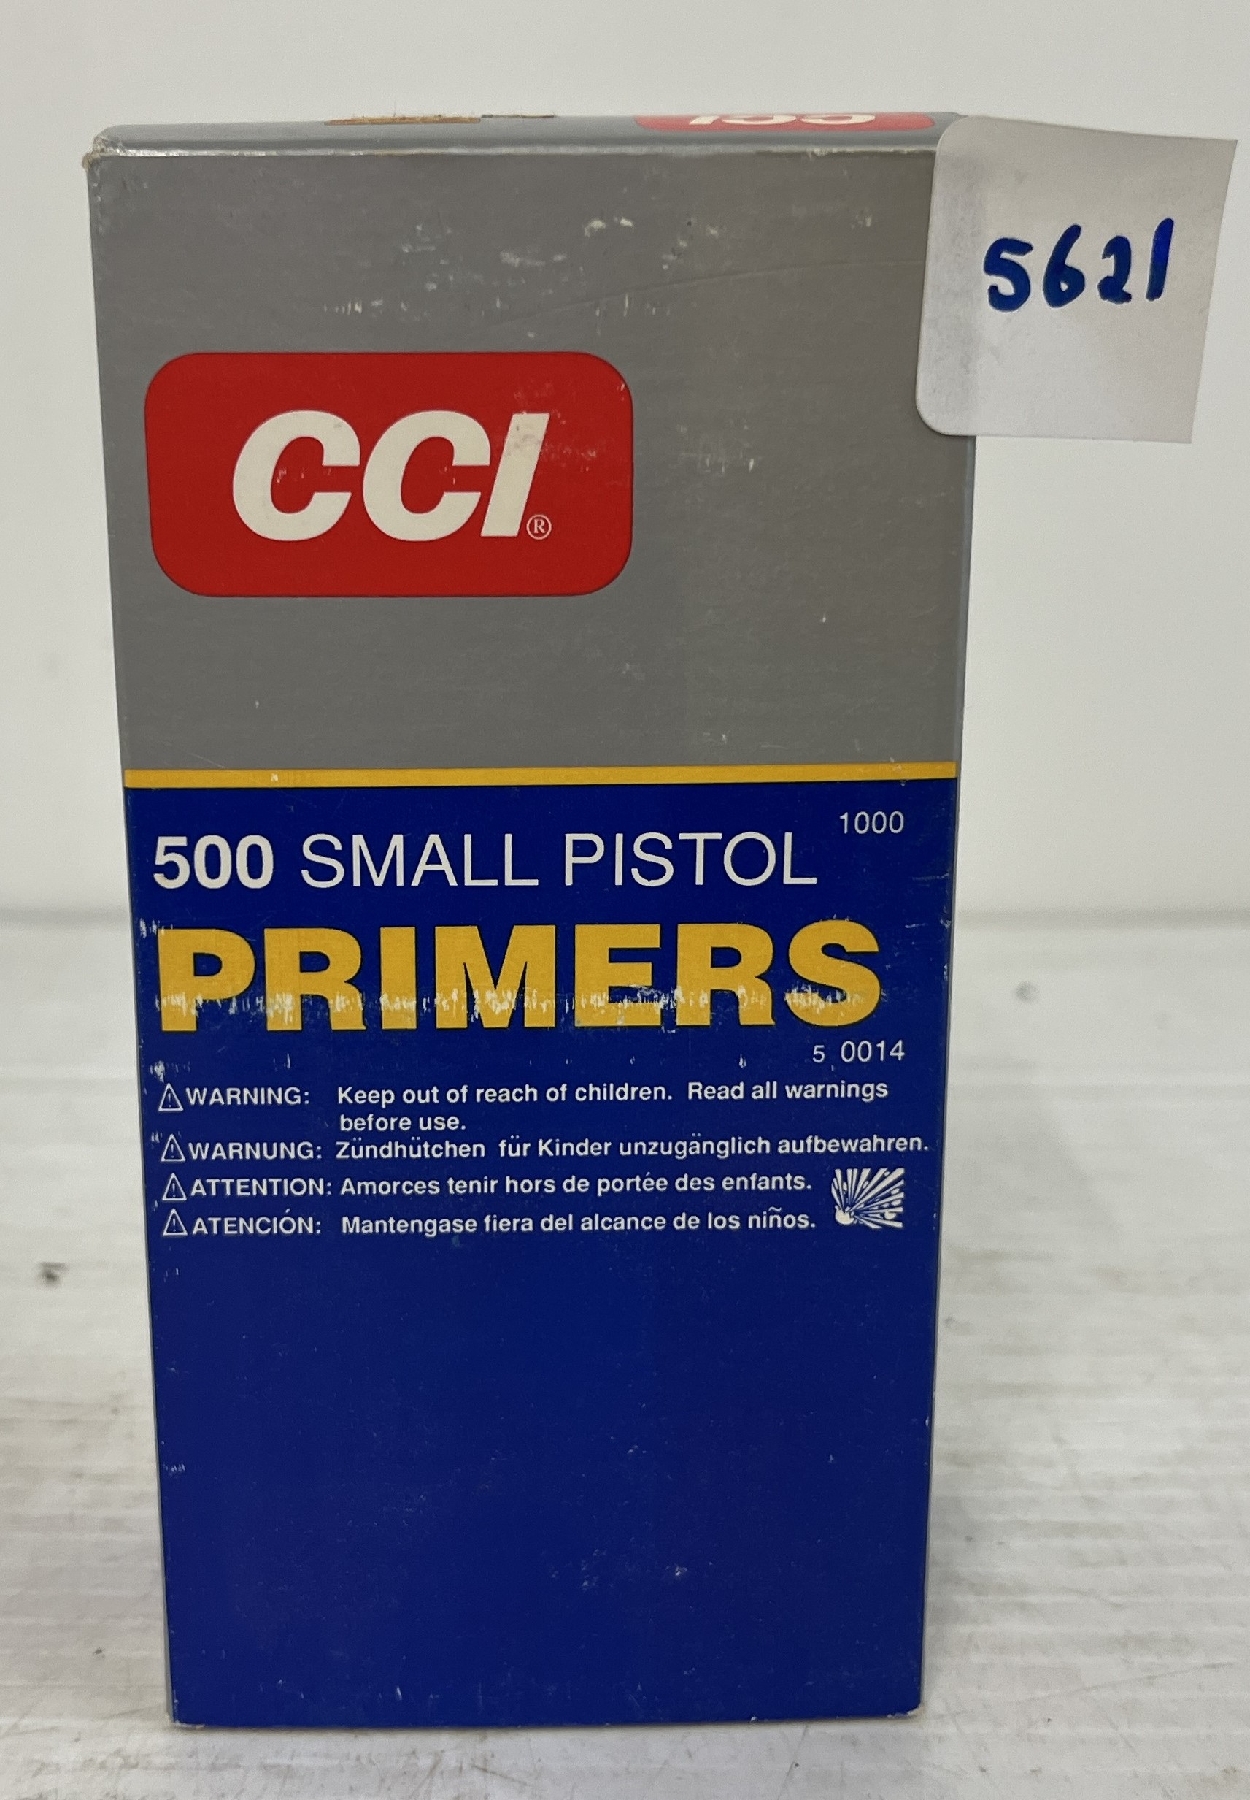 CCI
5621
CCI®
1000
500 SMALL PISTOL
PRIMERS
5 0014
WARNING: Keep out of reach of children. Read all warnings
before use.
WARNUNG: Zündhütchen für Kinder unzugänglich aufbewahren.
ATTENTION: Amorces tenir hors de portée des enfants.
ATENCIÓN: Mantengase fiera del alcance de los niños.